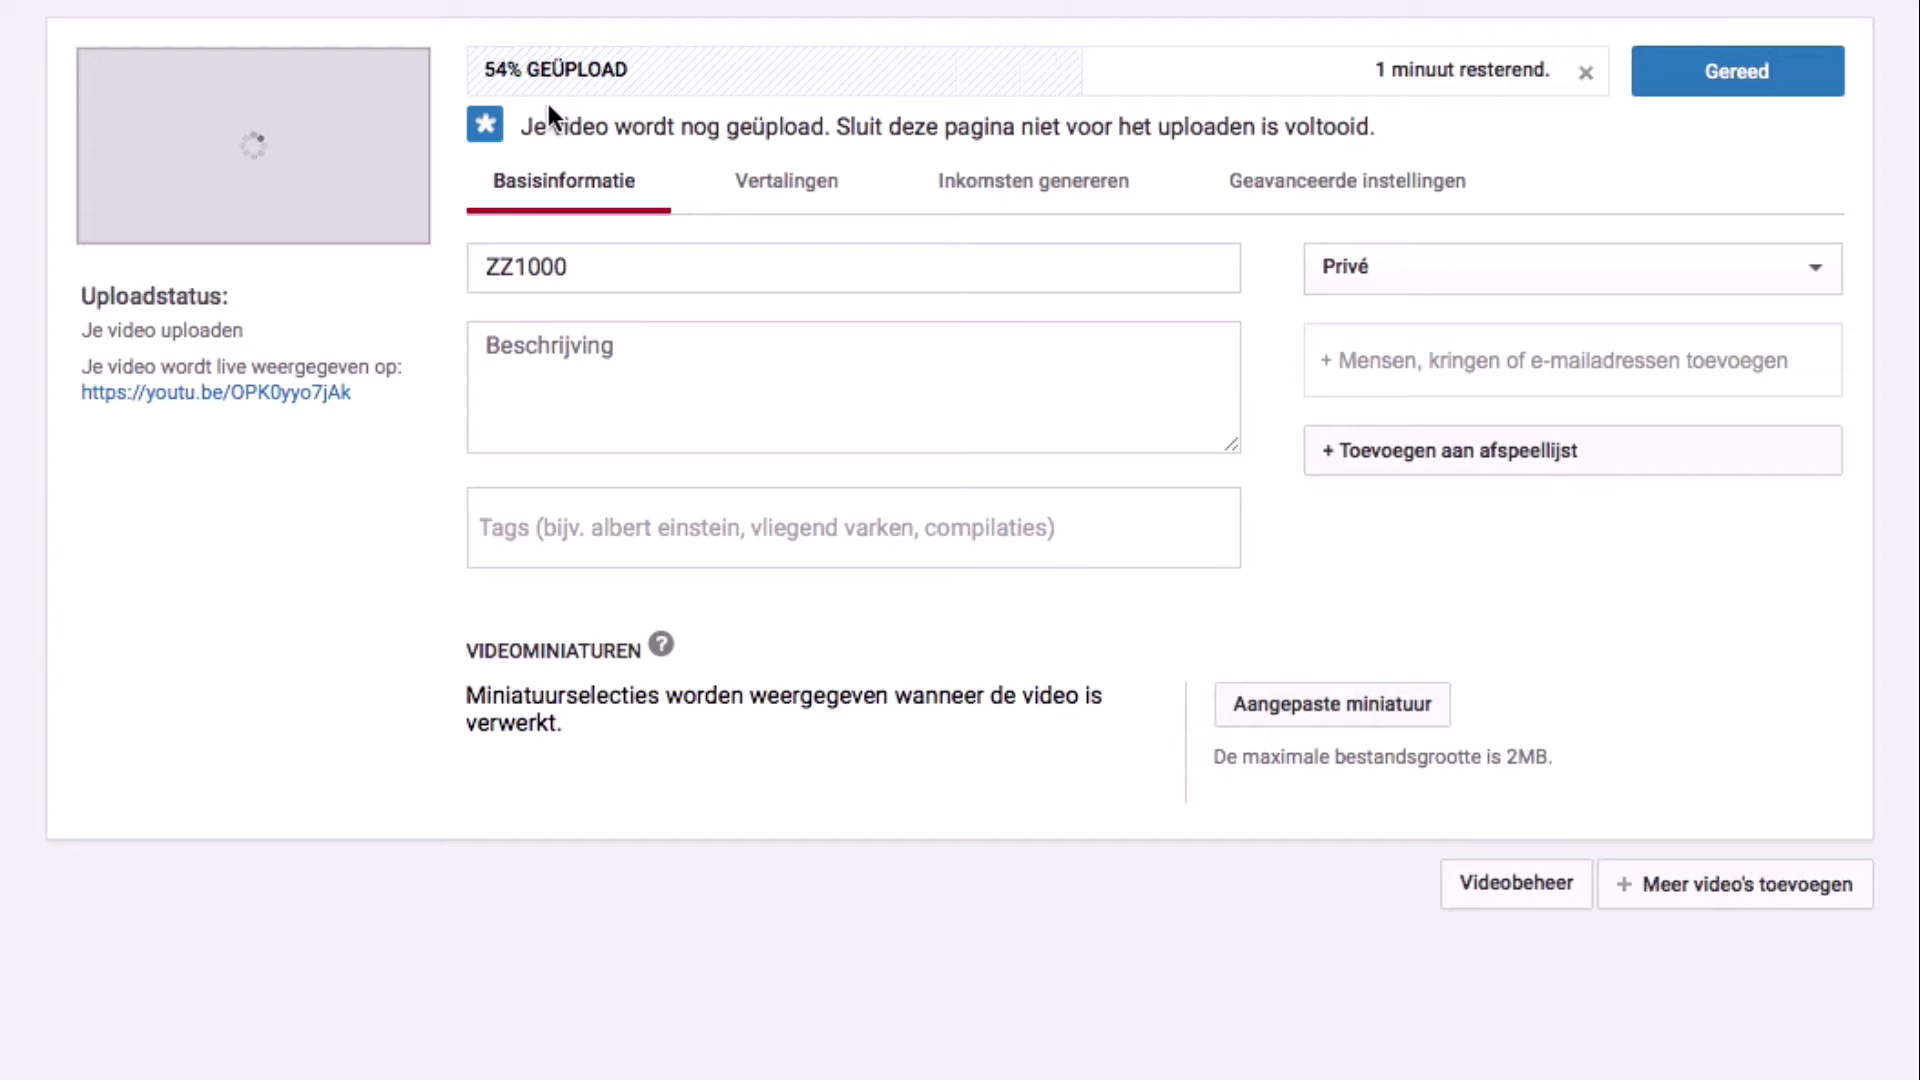 54% GEÜPLOAD
1 minuut resterend.
Gereed
Je video wordt nog geüpload. Sluit deze pagina niet voor het uploaden is voltooid.
Basisinformatie
Vertalingen
Inkomsten genereren
Geavanceerde instellingen
ZZ1000
Privé
Uploadstatus:
Je video uploaden
Je video wordt live weergegeven op:
https://youtu.be/OPK0yyo7jAk
Beschrijving
+ Mensen, kringen of e-mailadressen toevoegen
+ Toevoegen aan afspeellijst
Tags (bijv. albert einstein, vliegend varken, compilaties)
VIDEOMINIATUREN ?
Miniatuurselecties worden weergegeven wanneer de video is
verwerkt.
Aangepaste miniatuur
De maximale bestandsgrootte is 2MB.
Videobeheer
+ Meer video's toevoegen